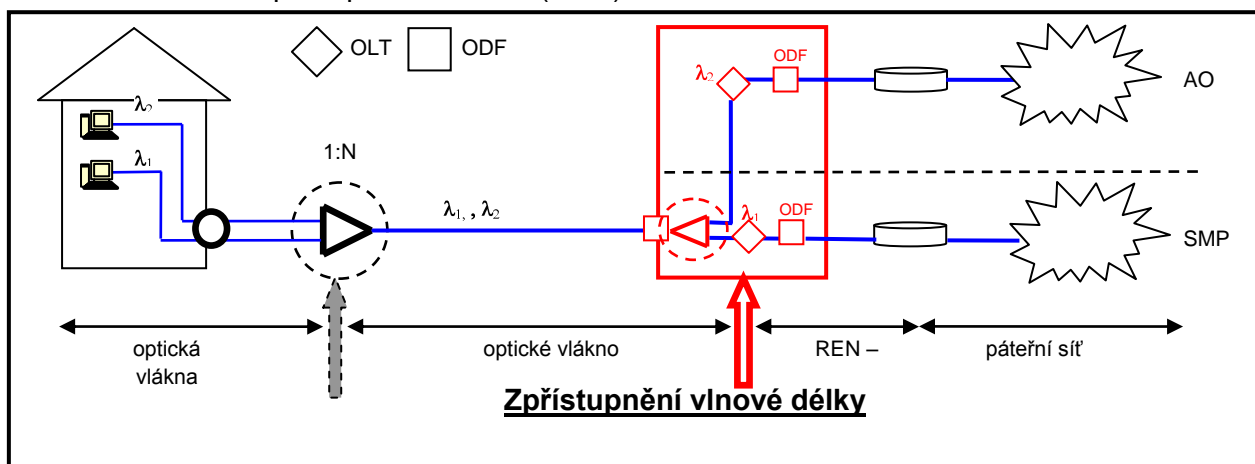 OLT ODF
ODF
λ2
AO
λ2
λ1
1:N
λ1, , λ2
λ1
ODF
SMP
optická
vlákna
optické vlákno
REN –
páteřní síť
Zpřístupnění vlnové délky